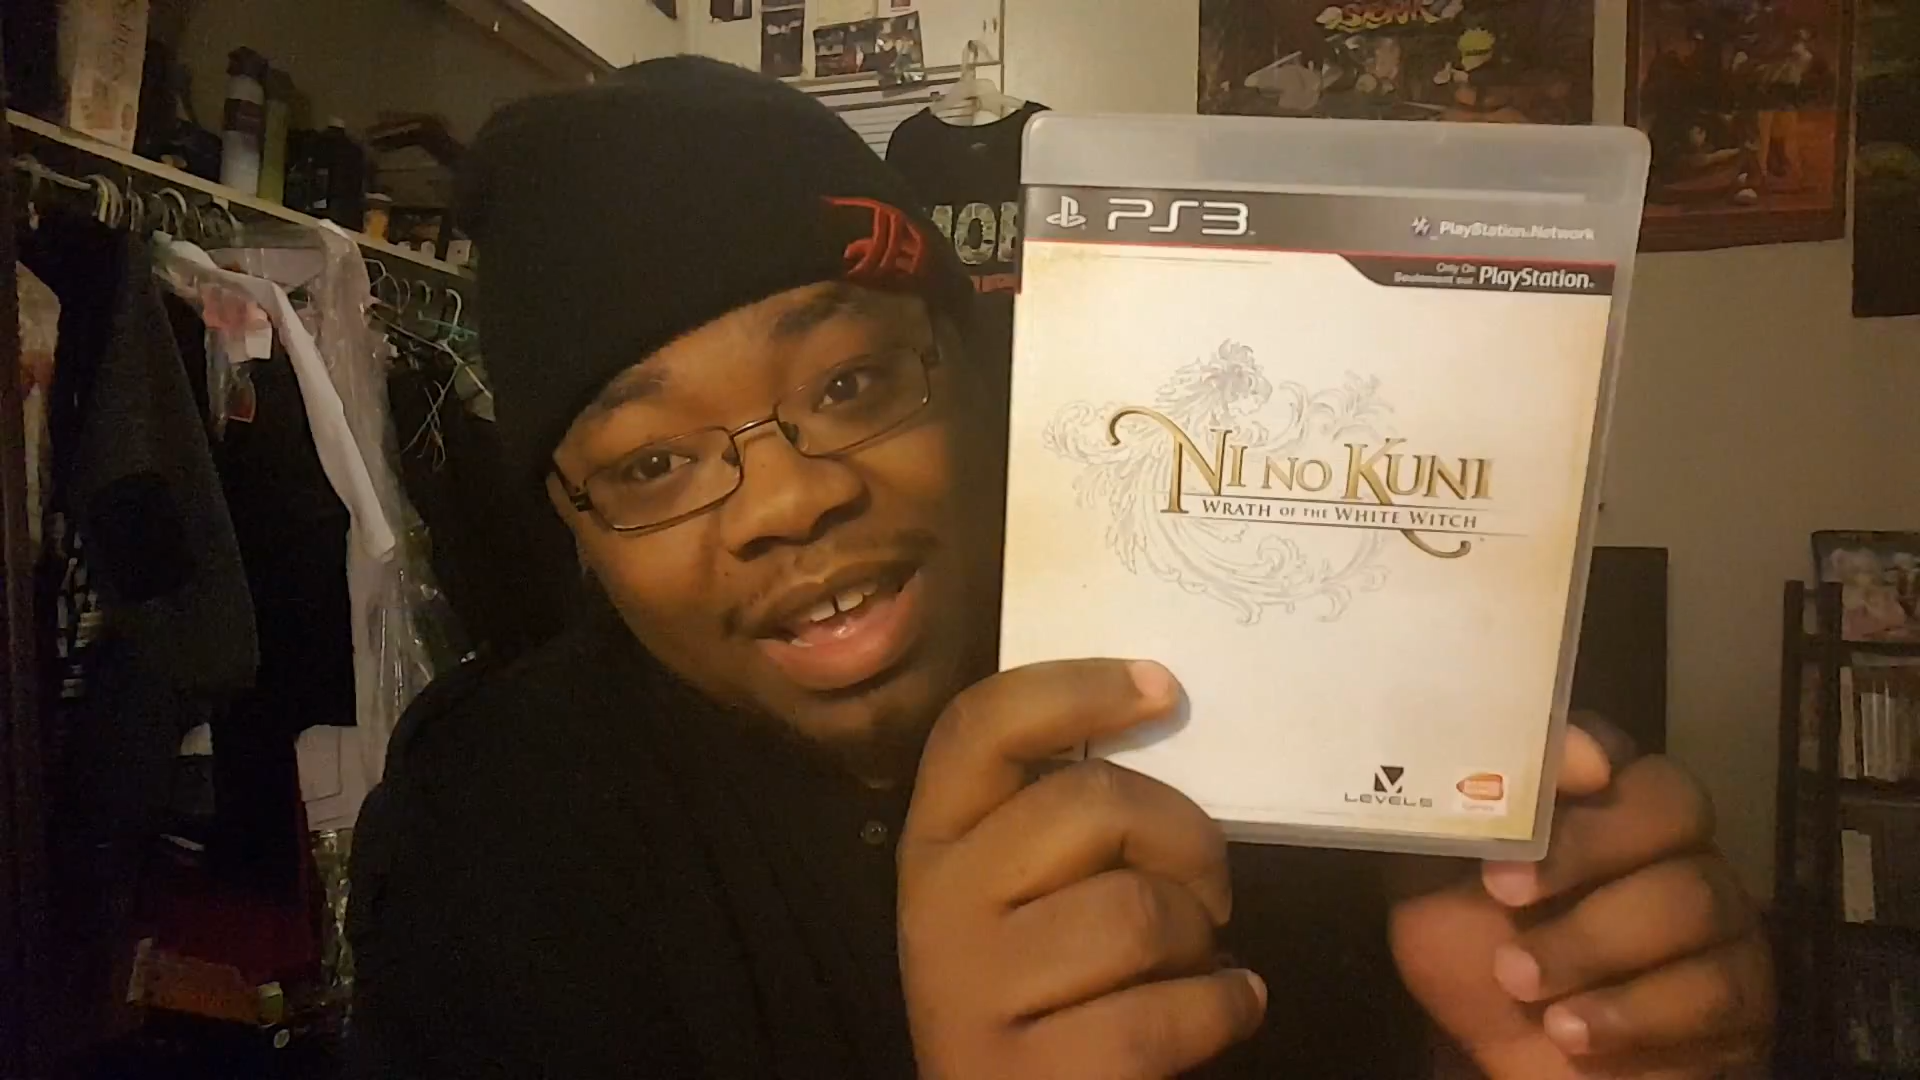 PS3
PlayStation Network
Only On
Seulement sur PlayStation
NI NO KUNI
WRATH OF THE WHITE WITCH
LEVEL5